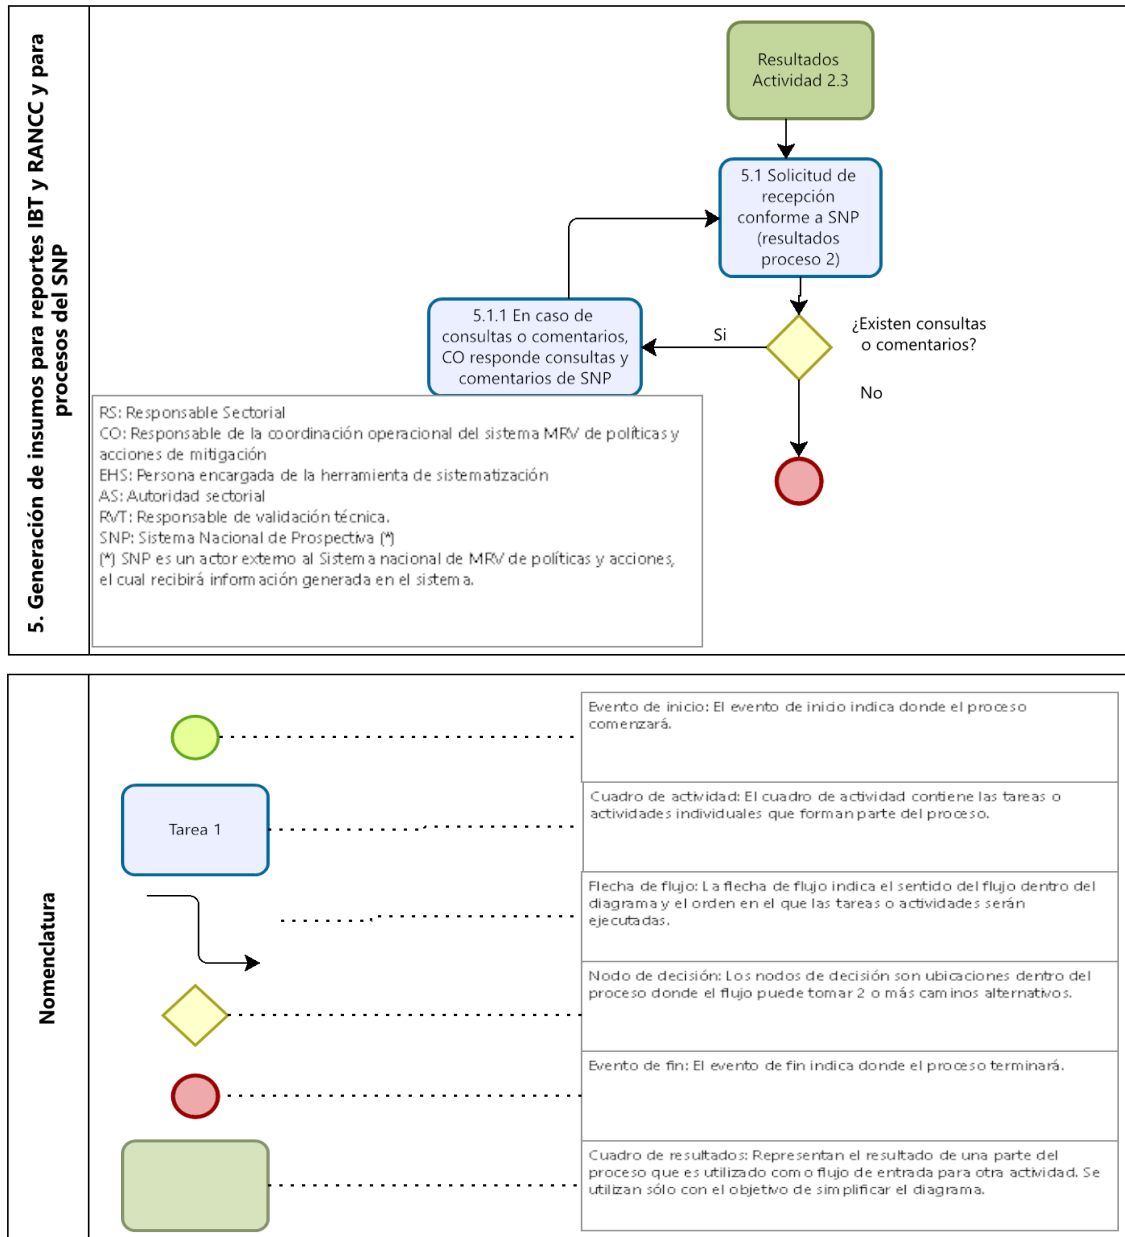 5. Generación de insumos para reportes IBT y RANCC y para
procesos del SNP
Resultados
Actividad 2.3
5.1 Solicitud de
recepción
conforme a SNP
(resultados
proceso 2)
5.1.1 En caso de
consultas o comentarios,
CO responde consultas y
comentarios de SNP
Si
¿Existen consultas
o comentarios?
No
RS: Responsable Sectorial
CO: Responsable de la coordinación operacional del sistema MRV de políticas y
acciones de mitigación
EHS: Persona encargada de la herramienta de sistematización
AS: Autoridad sectorial
RVT: Responsable de validación técnica.
SNP: Sistema Nacional de Prospectiva (*)
(*) SNP es un actor externo al Sistema nacional de MRV de políticas y acciones,
el cual recibirá información generada en el sistema.
Nomenclatura
Evento de inicio: El evento de inicio indica donde el proceso
comenzará.
Tarea 1
Cuadro de actividad: El cuadro de actividad contiene las tareas o
actividades individuales que forman parte del proceso.
Flecha de flujo: La flecha de flujo indica el sentido del flujo dentro del
diagrama y el orden en el que las tareas o actividades serán
ejecutadas.
Nodo de decisión: Los nodos de decisión son ubicaciones dentro del
proceso donde el flujo puede tomar 2 o más caminos alternativos.
Evento de fin: El evento de fin indica donde el proceso terminará.
Cuadro de resultados: Representan el resultado de una parte del
proceso que es utilizado como flujo de entrada para otra actividad. Se
utilizan sólo con el objetivo de simplificar el diagrama.